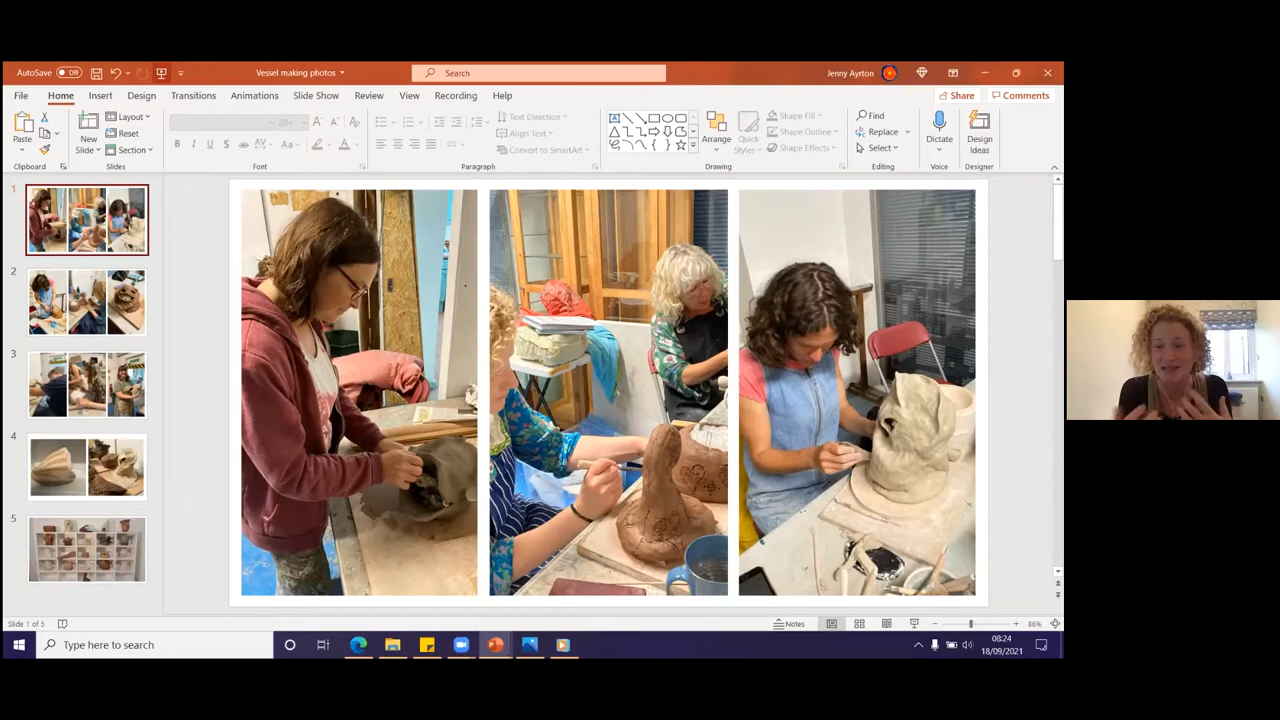 AutoSave Off
Vessel making photos
Search
Jenny Ayrton
File Home Insert Design Transitions Animations Slide Show Review View Recording Help
Share Comments
Paste
Clipboard
New Slide
Layout
Reset
Section
Slides
28
Font
Text Direction
Align Text
Convert to SmartArt
Paragraph
Arrange
Quick Styles
Shape Fill
Shape Outline
Shape Effects
Drawing
Find
Replace
Select
Editing
Dictate
Voice
Design Ideas
Designer
1
2
3
4
5
Slide 1 of 5
Notes
86%
Type here to search
08:24
18/09/2021